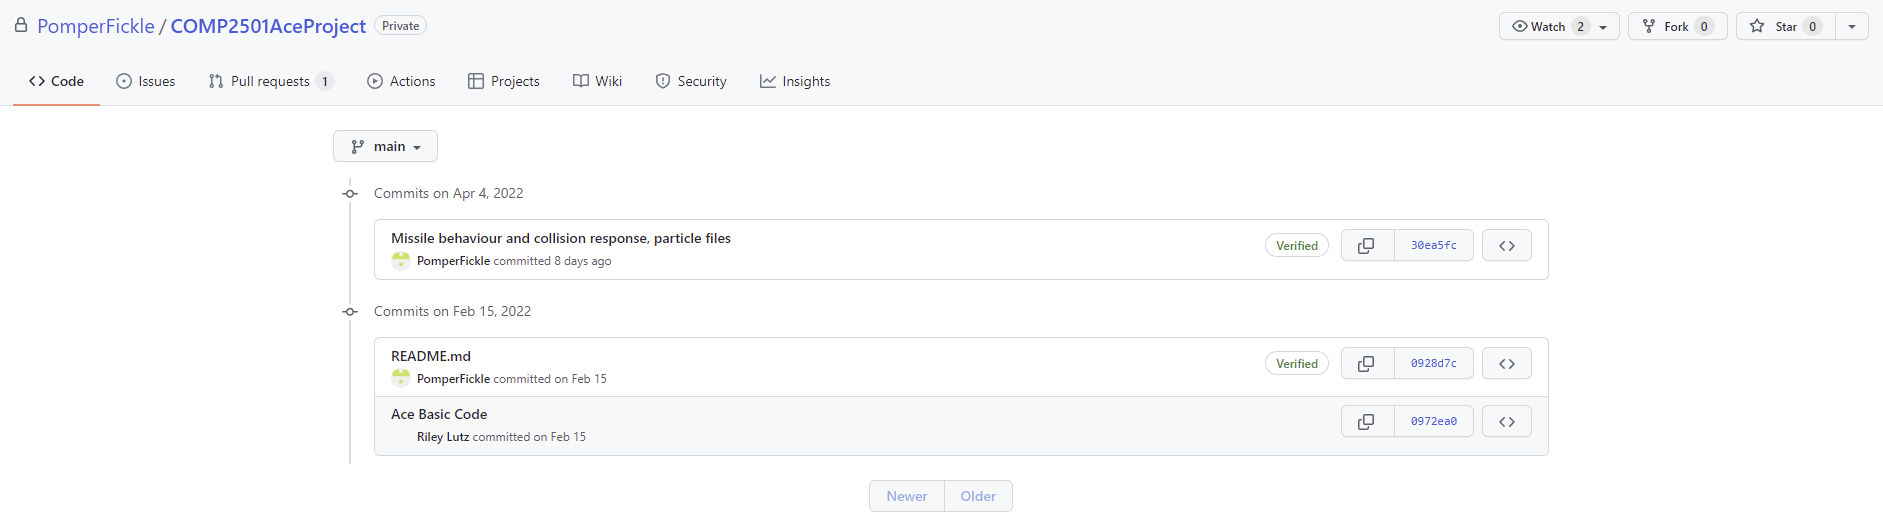 PomperFickle / COMP2501AceProject Private Watch 2 Fork 0 Star 0
Code Issues Pull requests 1 Actions Projects Wiki Security Insights
main
Commits on Apr 4, 2022
Missile behaviour and collision response, particle files
PomperFickle committed 8 days ago
Verified 30ea5fc
Commits on Feb 15, 2022
README.md
PomperFickle committed on Feb 15
Verified 0928d7c
Ace Basic Code
Riley Lutz committed on Feb 15
0972ea0
Newer Older